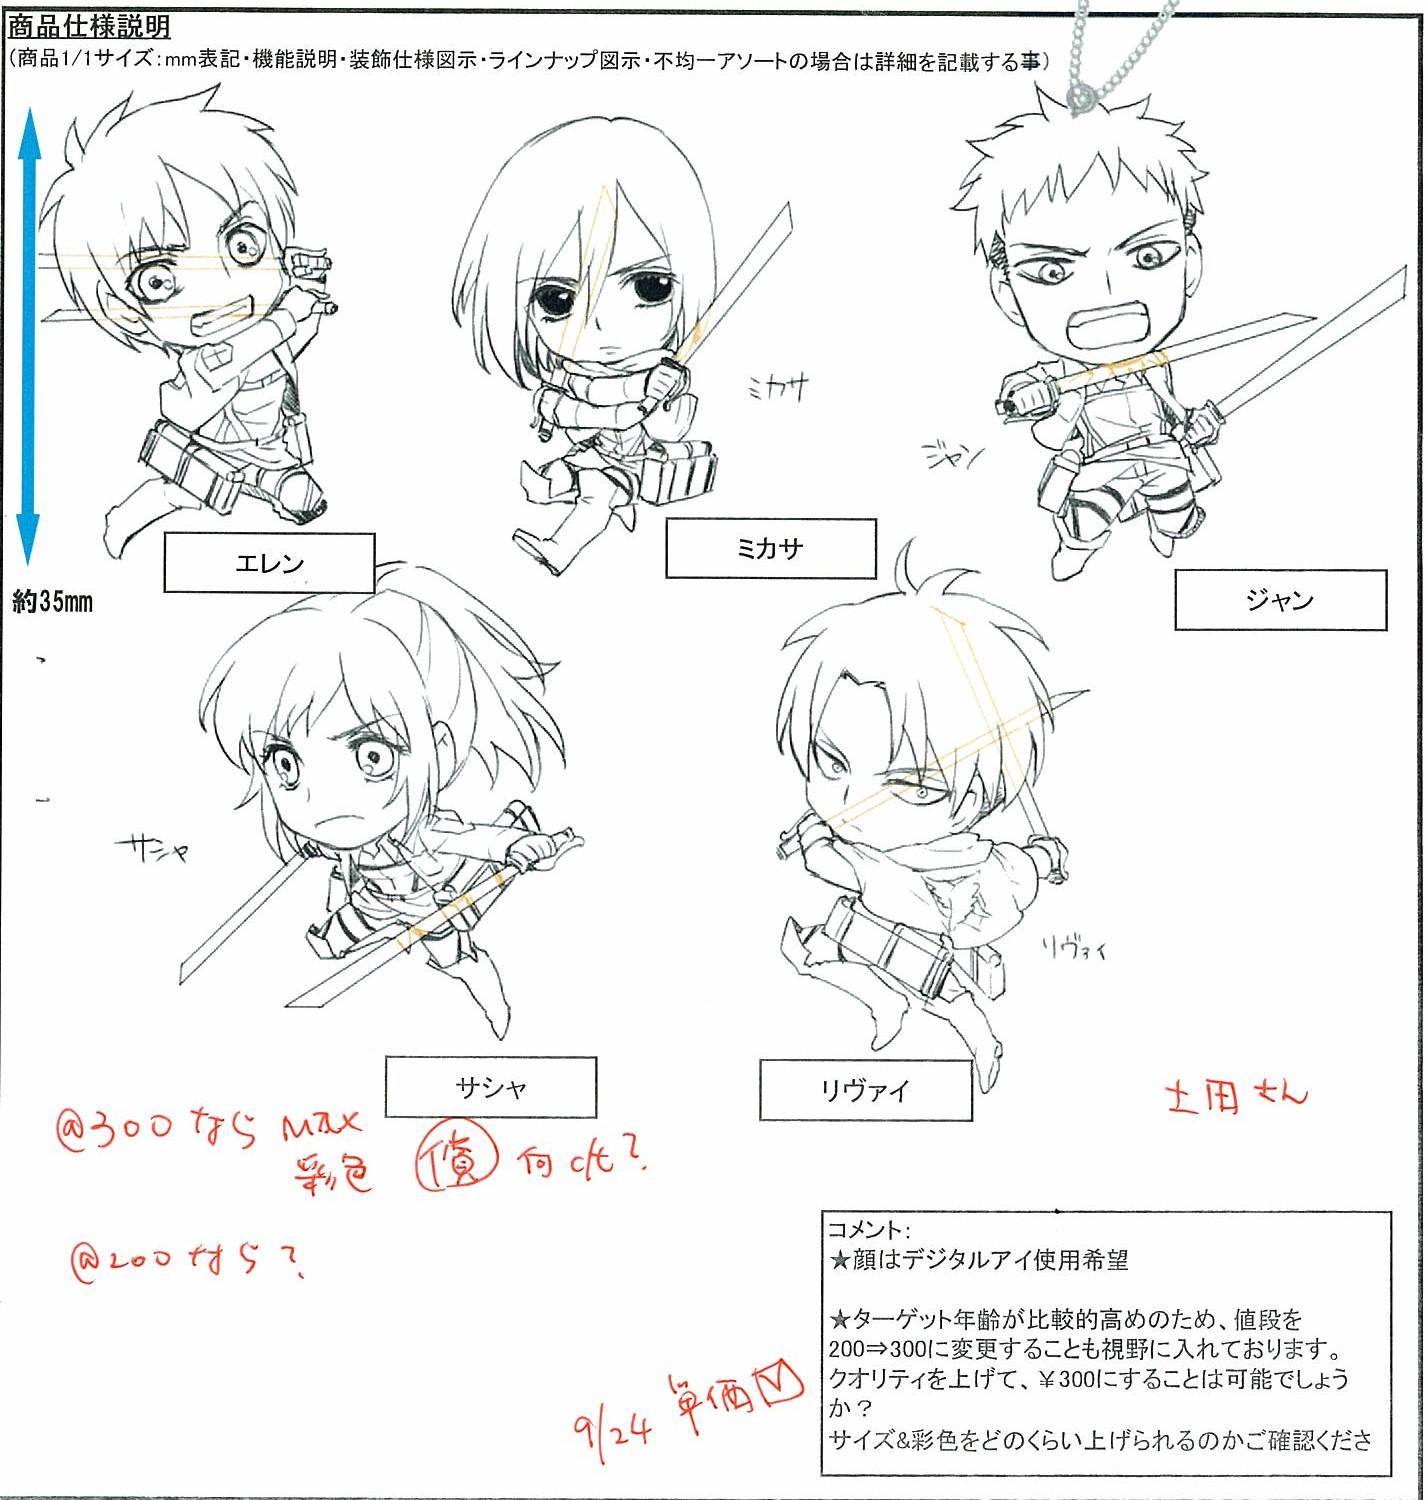 商品仕様説明
(商品1/1サイズ:mm表記・機能説明・装飾仕様図示・ラインナップ図示・不均一アソートの場合は詳細を記載する事)
ミカサ
ジャン
エレン
ミカサ
ジャン
約35mm
サシャ
リヴァイ
サシャ
リヴァイ
土田さん
@300なら MAX
彩色 何c/t?
@200なら?
9/24 単価
コメント:
★顔はデジタルアイ使用希望
★ターゲット年齢が比較的高めのため、値段を
200⇒300に変更することも視野に入れております。
クオリティを上げて、¥300にすることは可能でしょう
か?
サイズ&彩色をどのくらい上げられるのかご確認くださ